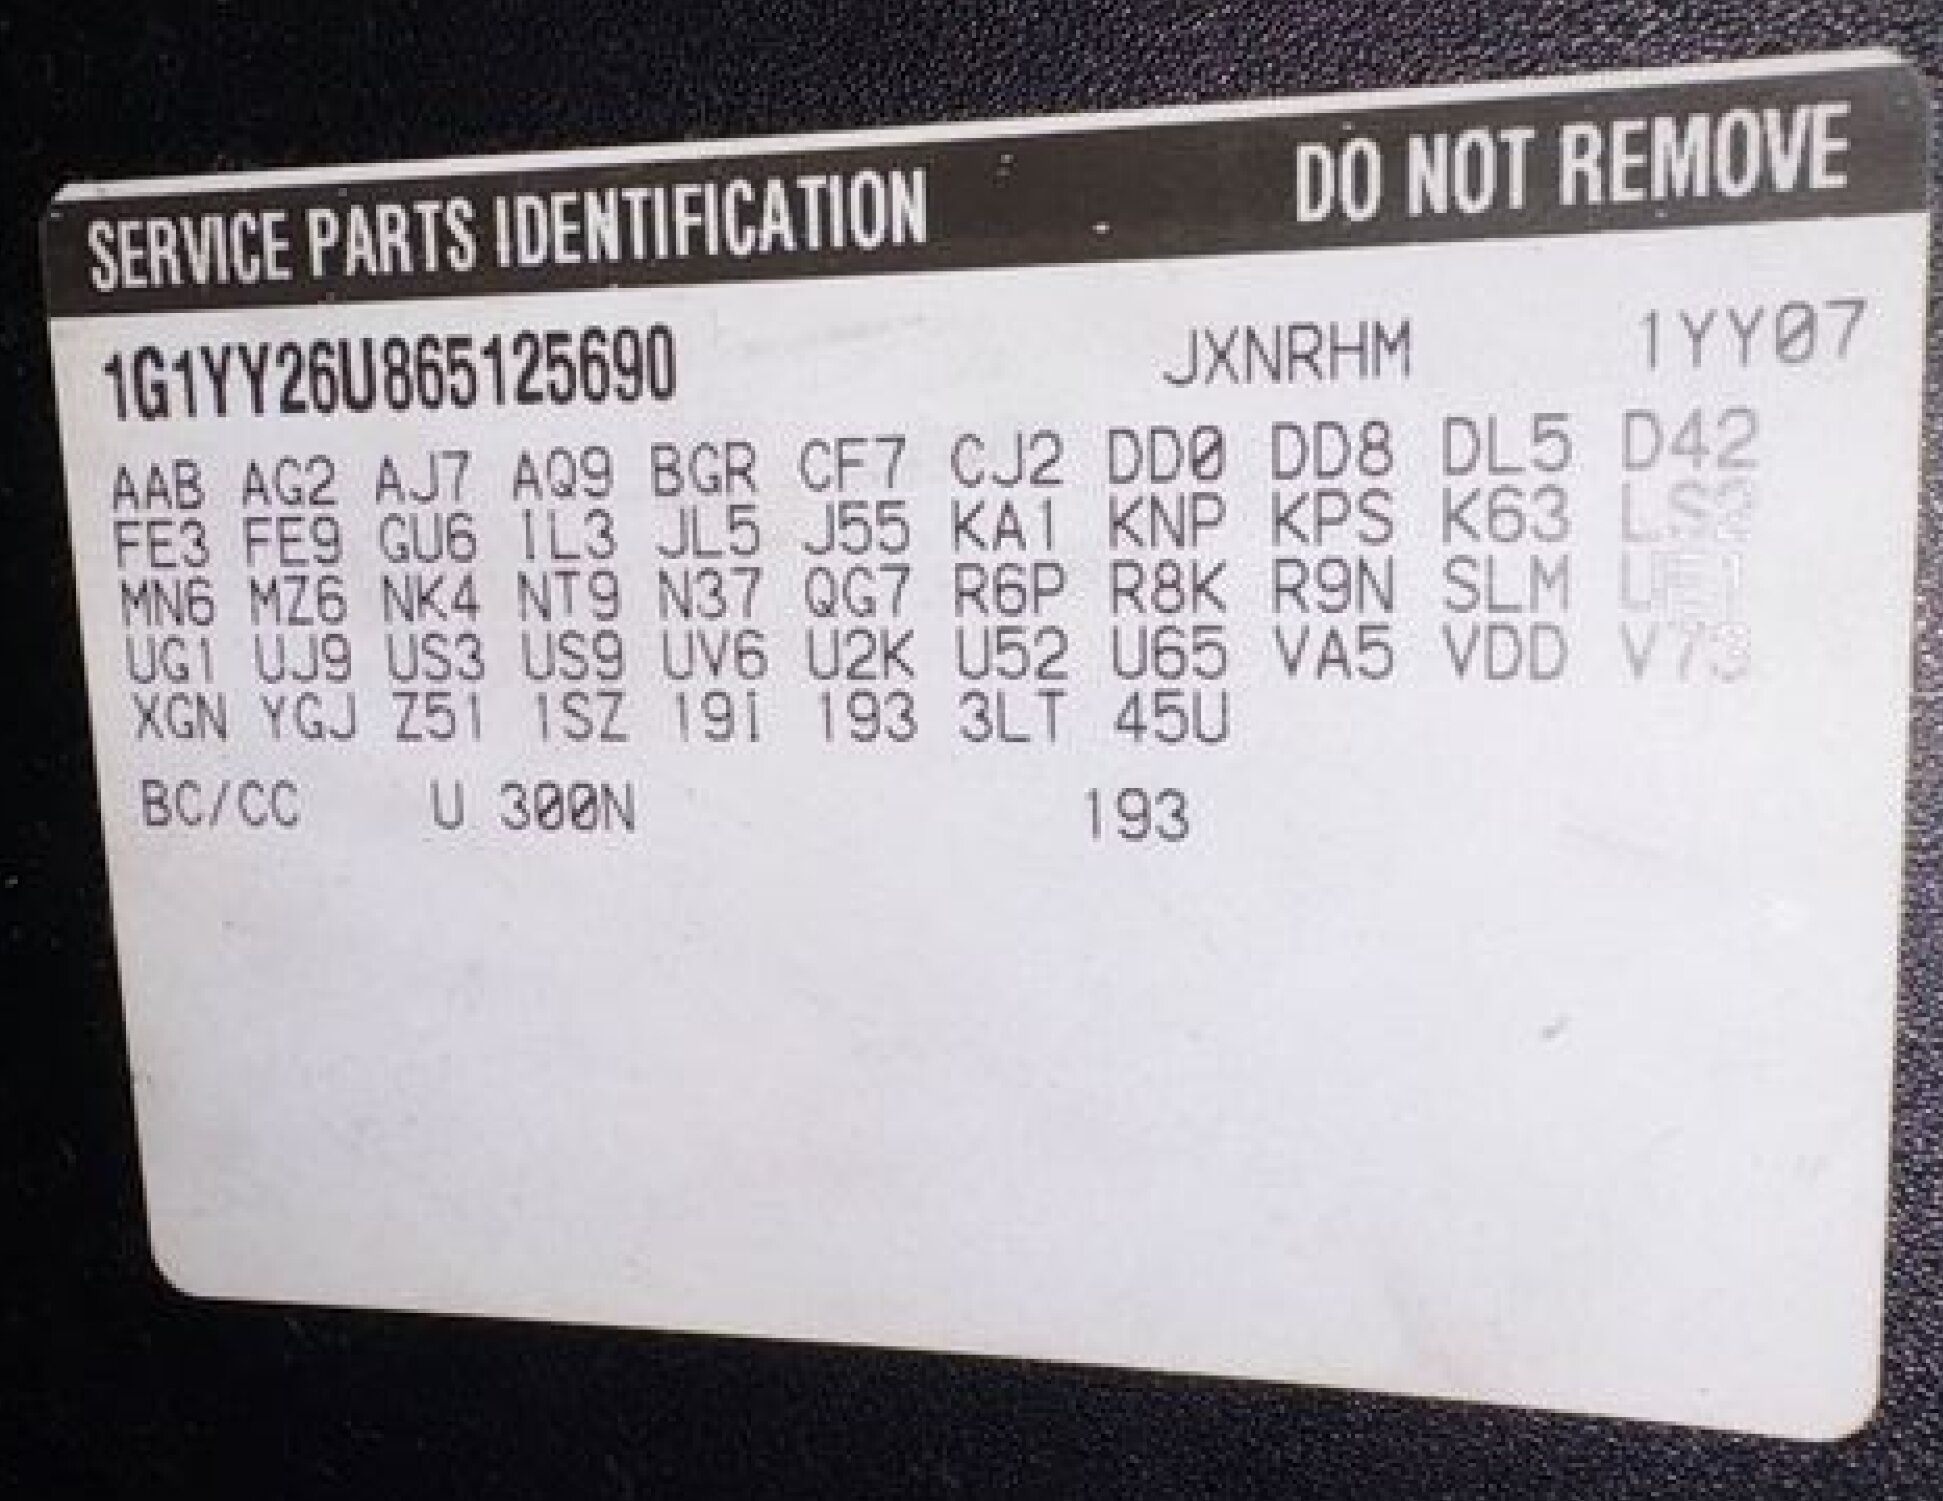 SERVICE PARTS IDENTIFICATION DO NOT REMOVE
1G1YY26U865125690 JXNRHM 1YY07
AAB AG2 AJ7 AQ9 BGR CF7 CJ2 DD0 DD8 DL5 D42
FE3 FE9 GU6 IL3 JL5 J55 KA1 KNP KPS K63 LS2
MN6 MZ6 NK4 NT9 N37 QG7 R6P R8K R9N SLM
UG1 UJ9 US3 US9 UV6 U2K U52 U65 VA5 VDD V73
XGN YGJ Z51 1SZ 19I 193 3LT 45U
BC/CC U 300N 193